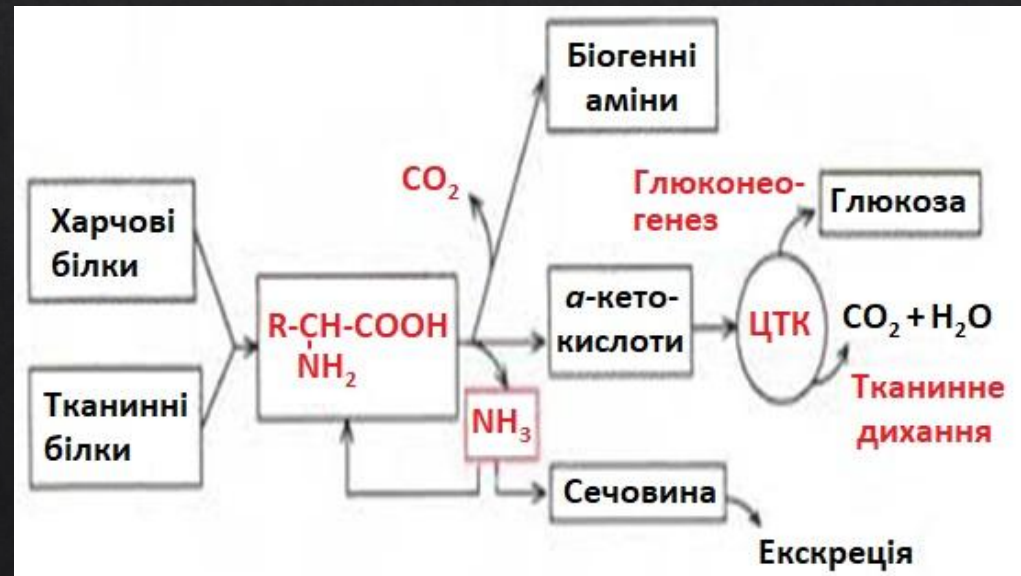 Біогенні
аміни
CO₂
Глюконео-
генез
Глюкоза
Харчові
білки
R-CH-COOH
NH₂
α-кето-
кислоти
ЦТК
CO₂ + H₂O
Тканинне
дихання
Тканинні
білки
NH₃
Сечовина
Екскреція